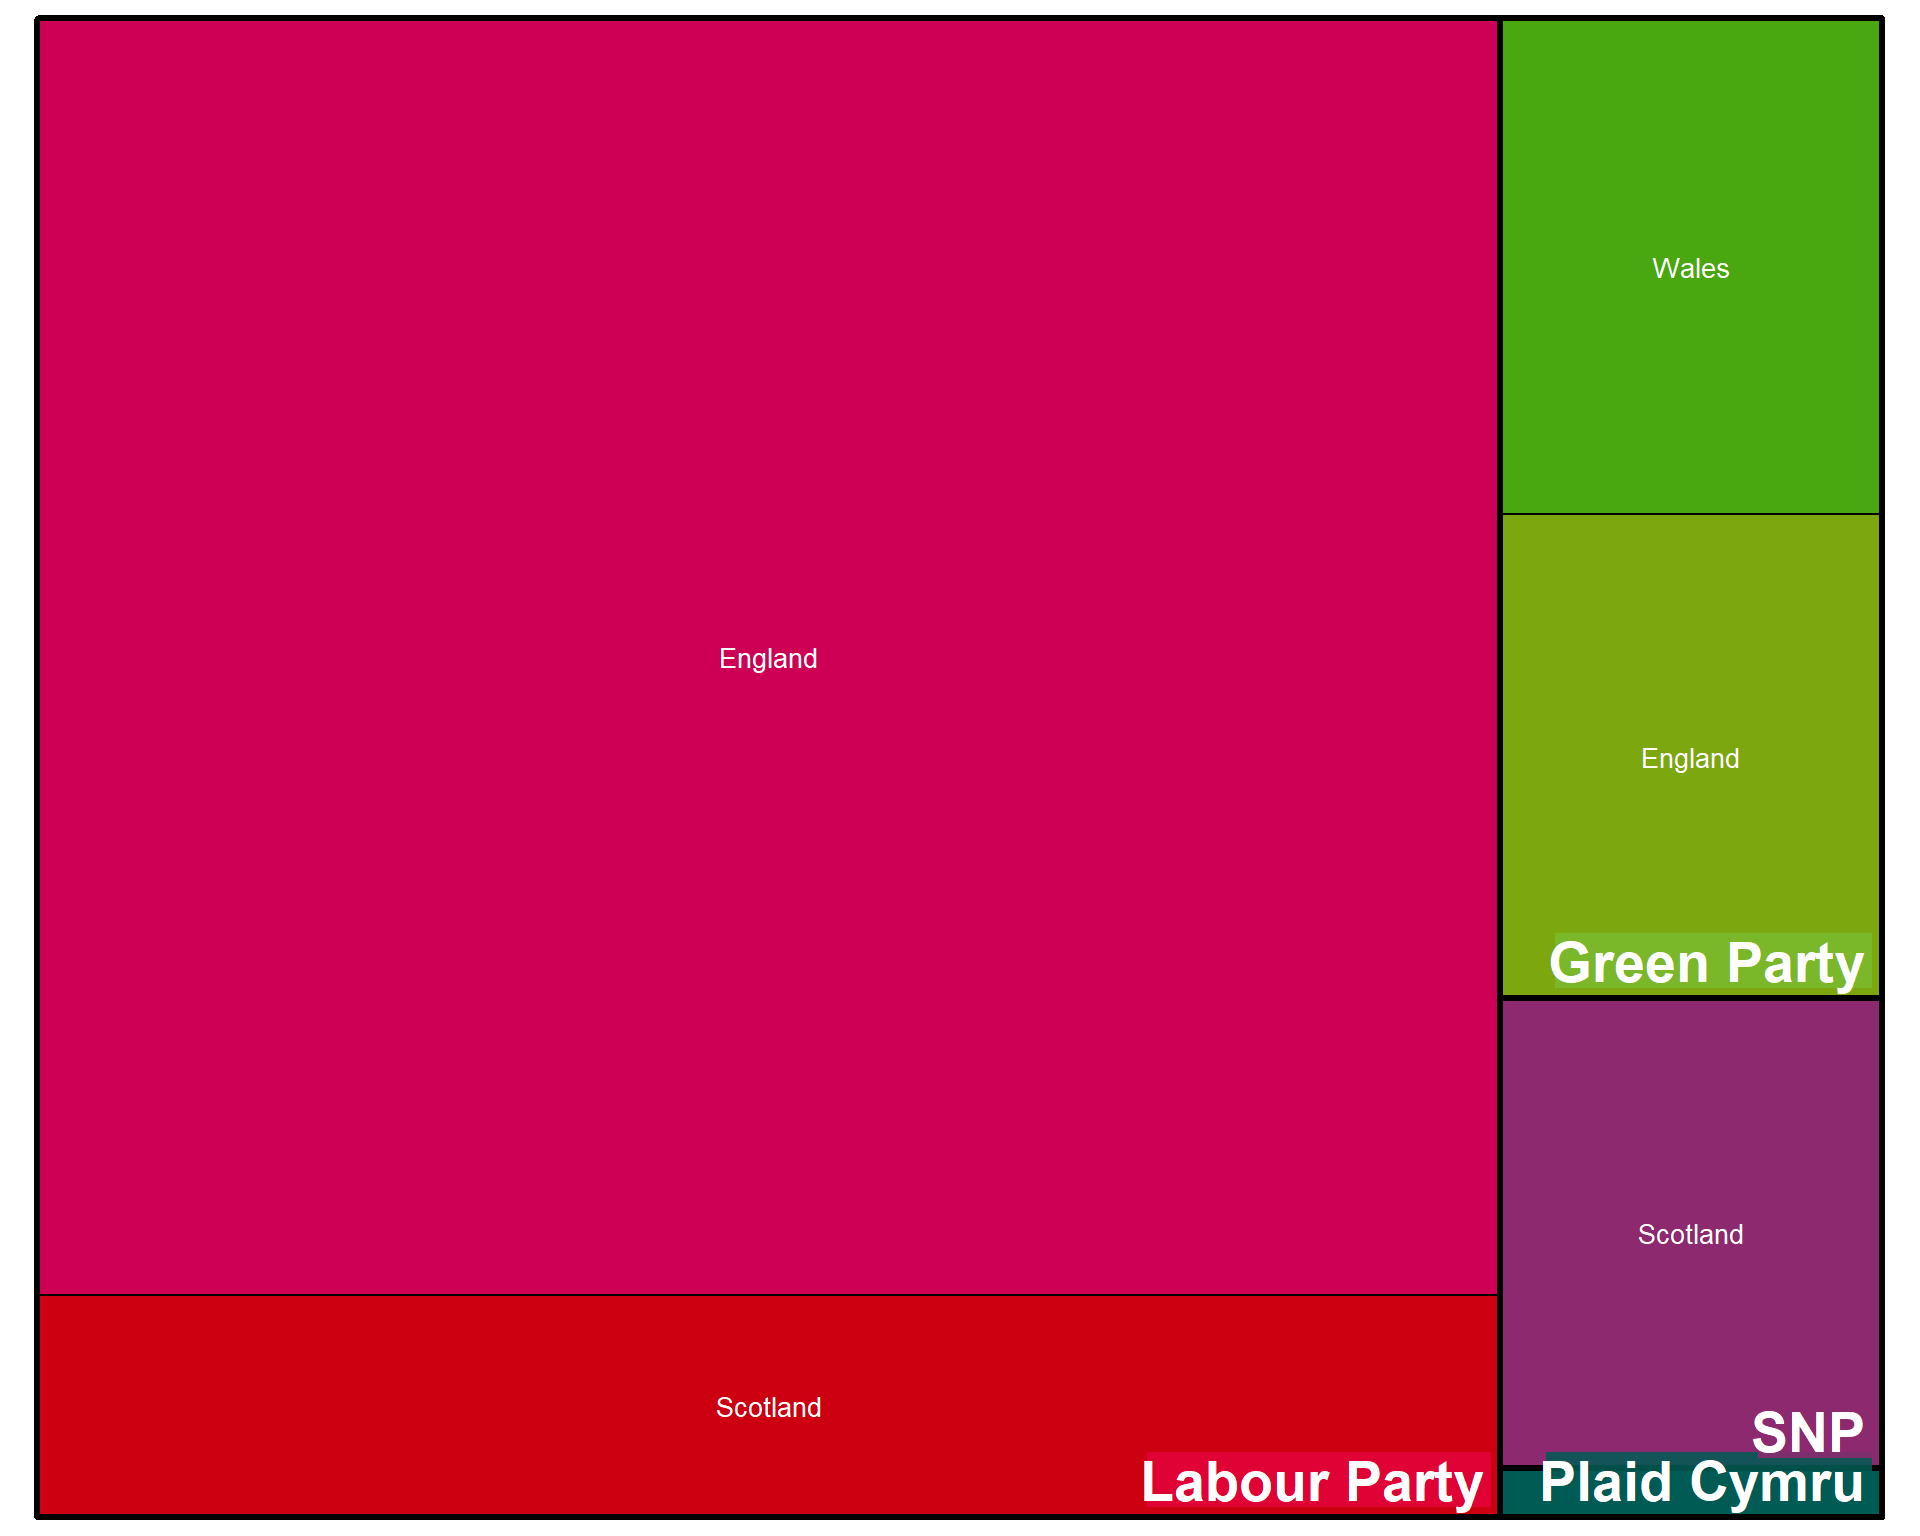 England
Scotland
Labour Party
Wales
England
Green Party
Scotland
SNP
Plaid Cymru